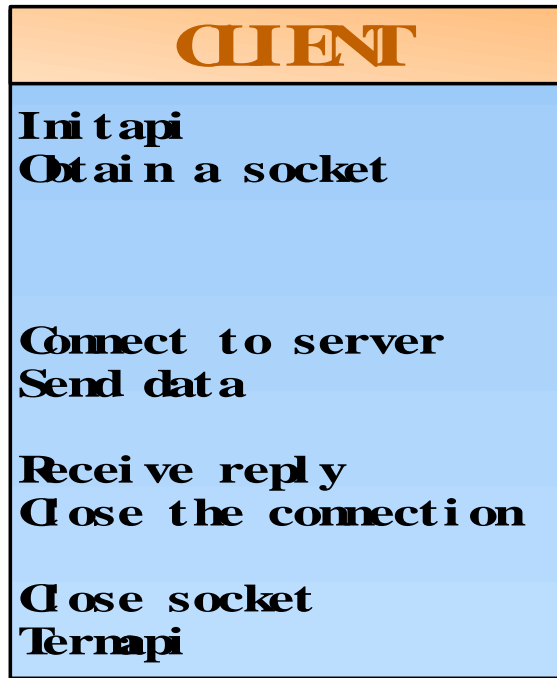 CLIENT
Initapi
Obtain a socket
Connect to server
Send data
Receive reply
Close the connection
Close socket
Termapi